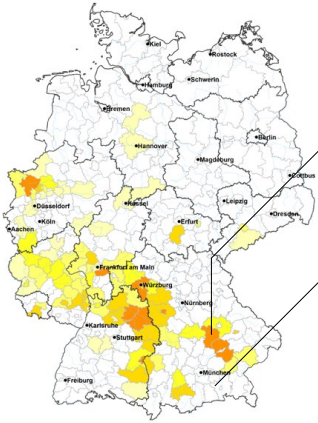 Kiel
Rostock
Hamburg
Schwerin
Bremen
Berlin
Hannover
Magdeburg
Cottbus
Düsseldorf
Kassel
Leipzig
Dresden
Köln
Erfurt
Aachen
Frankfurt am Main
Würzburg
Nürnberg
Karlsruhe
Stuttgart
München
Freiburg